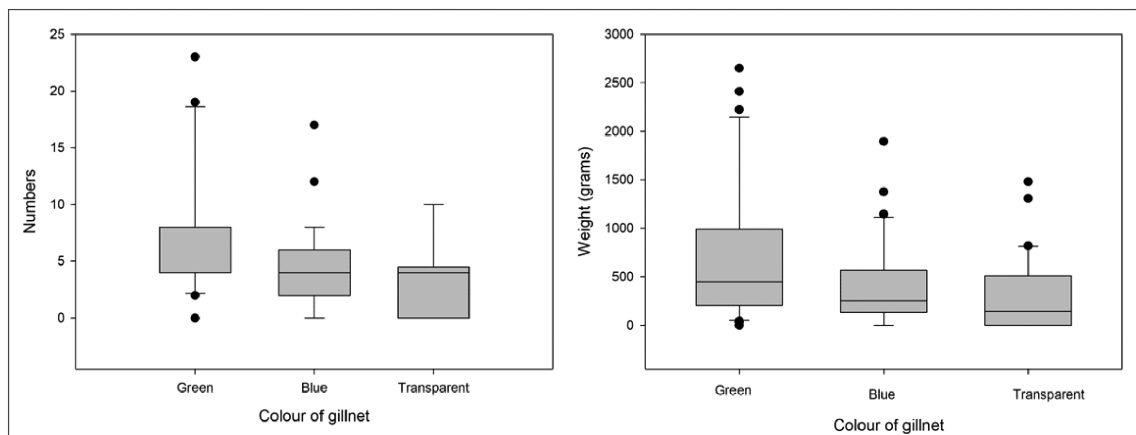 Numbers
25
20
15
10
5
0
Green Blue Transparent
Colour of gillnet
Weight (grams)
3000
2500
2000
1500
1000
500
0
Green Blue Transparent
Colour of gillnet